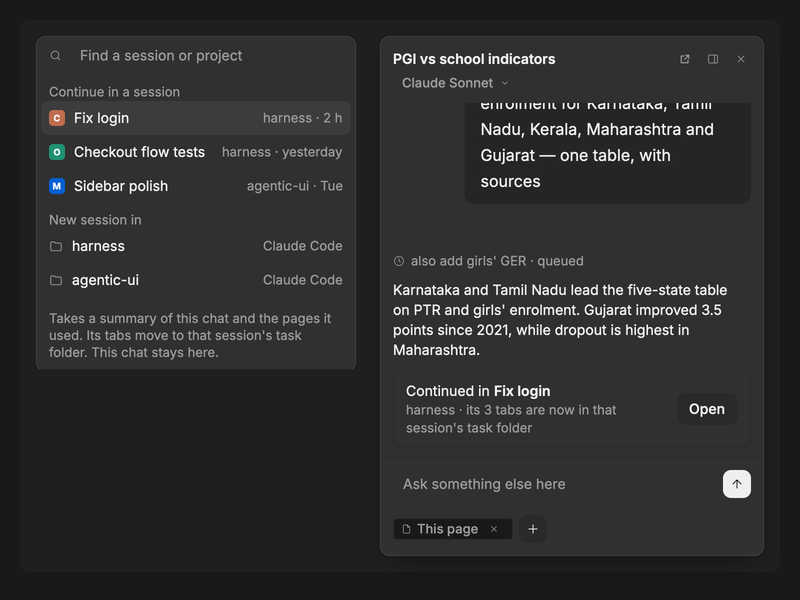 Find a session or project
Continue in a session
C Fix login harness · 2 h
O Checkout flow tests harness · yesterday
M Sidebar polish agentic-ui · Tue
New session in
harness Claude Code
agentic-ui Claude Code
Takes a summary of this chat and the pages it
used. Its tabs move to that session's task
folder. This chat stays here.
PGI vs school indicators
Claude Sonnet
enrolment for Karnataka, Tamil
Nadu, Kerala, Maharashtra and
Gujarat — one table, with
sources
also add girls' GER · queued
Karnataka and Tamil Nadu lead the five-state table
on PTR and girls' enrolment. Gujarat improved 3.5
points since 2021, while dropout is highest in
Maharashtra.
Continued in Fix login
harness · its 3 tabs are now in that
session's task folder
Open
Ask something else here
This page